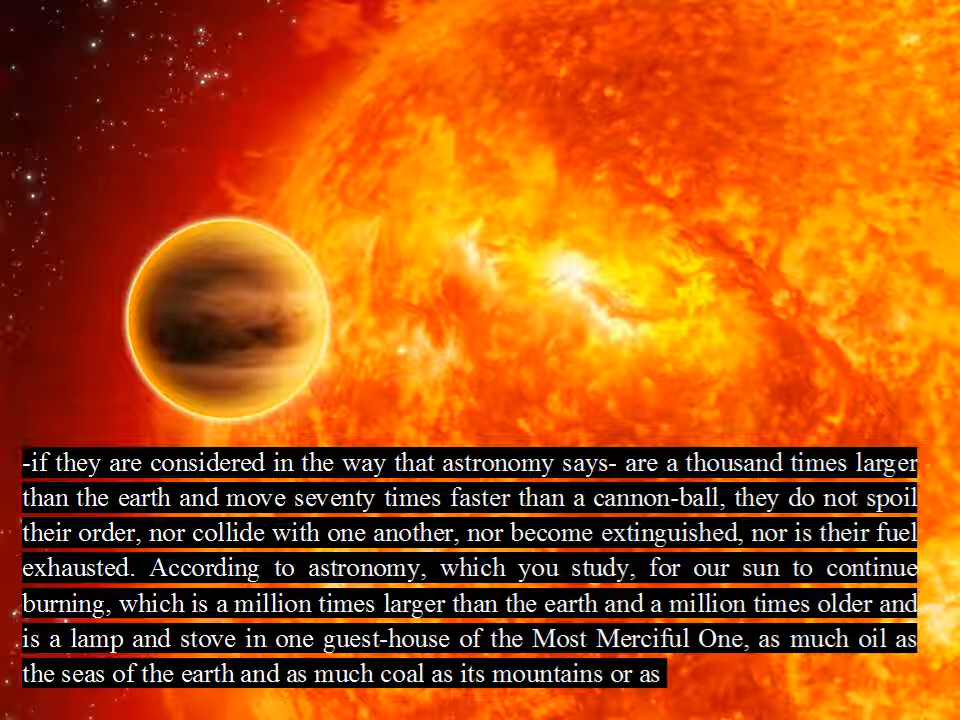 -if they are considered in the way that astronomy says- are a thousand times larger
than the earth and move seventy times faster than a cannon-ball, they do not spoil
their order, nor collide with one another, nor become extinguished, nor is their fuel
exhausted. According to astronomy, which you study, for our sun to continue
burning, which is a million times larger than the earth and a million times older and
is a lamp and stove in one guest-house of the Most Merciful One, as much oil as
the seas of the earth and as much coal as its mountains or as